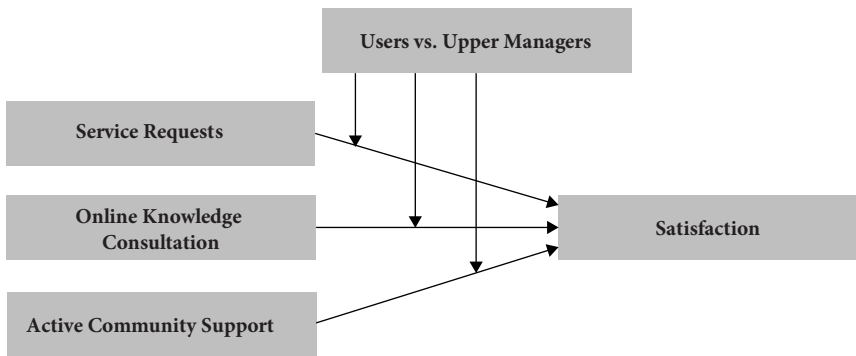 Users vs. Upper Managers
Service Requests
Online Knowledge
Consultation
Satisfaction
Active Community Support